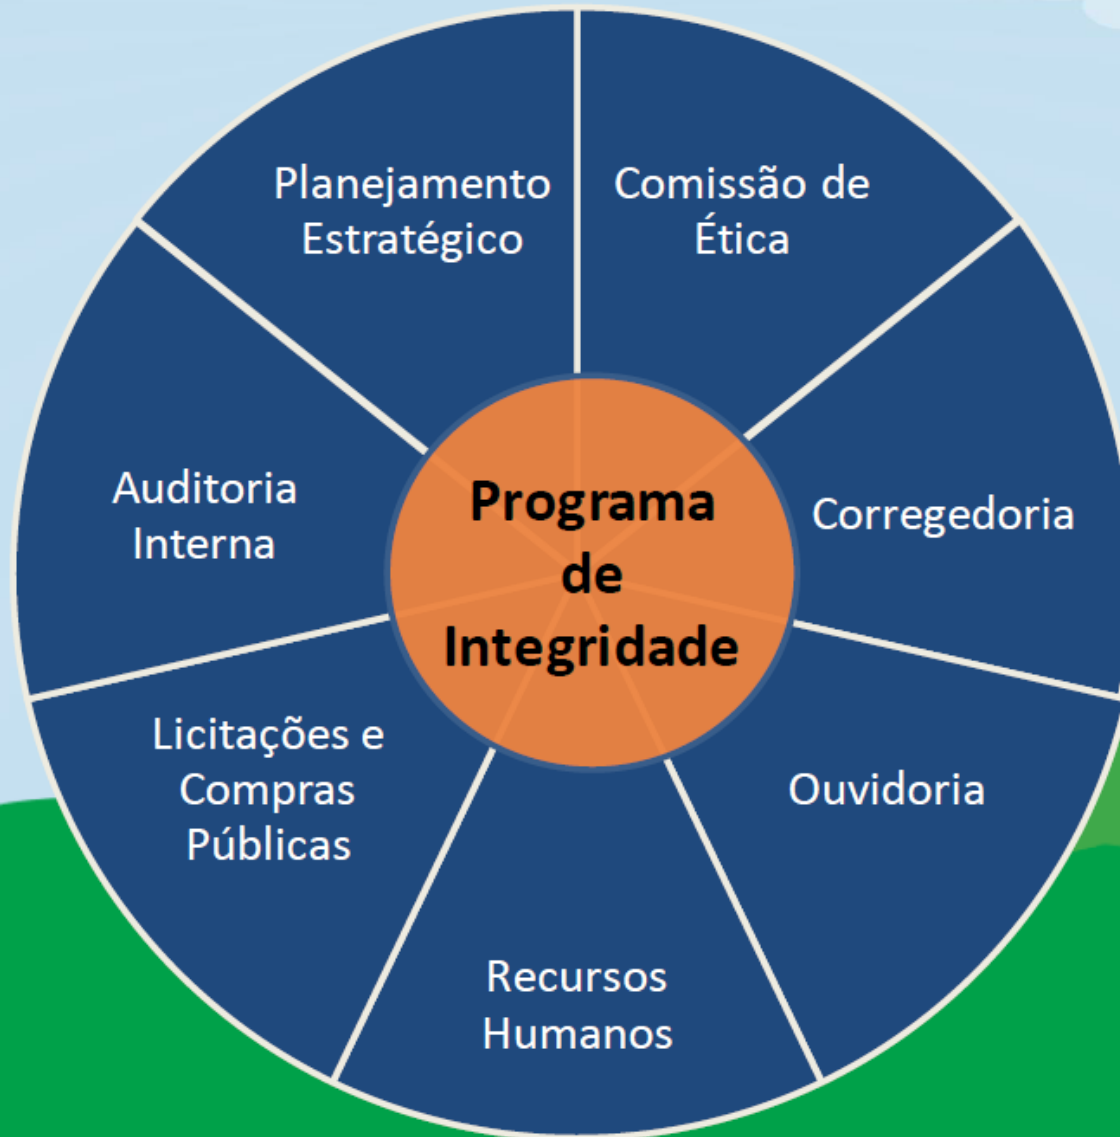 Planejamento
Estratégico
Comissão de
Ética
Auditoria
Interna
Programa
de
Integridade
Corregedoria
Licitações e
Compras
Públicas
Ouvidoria
Recursos
Humanos